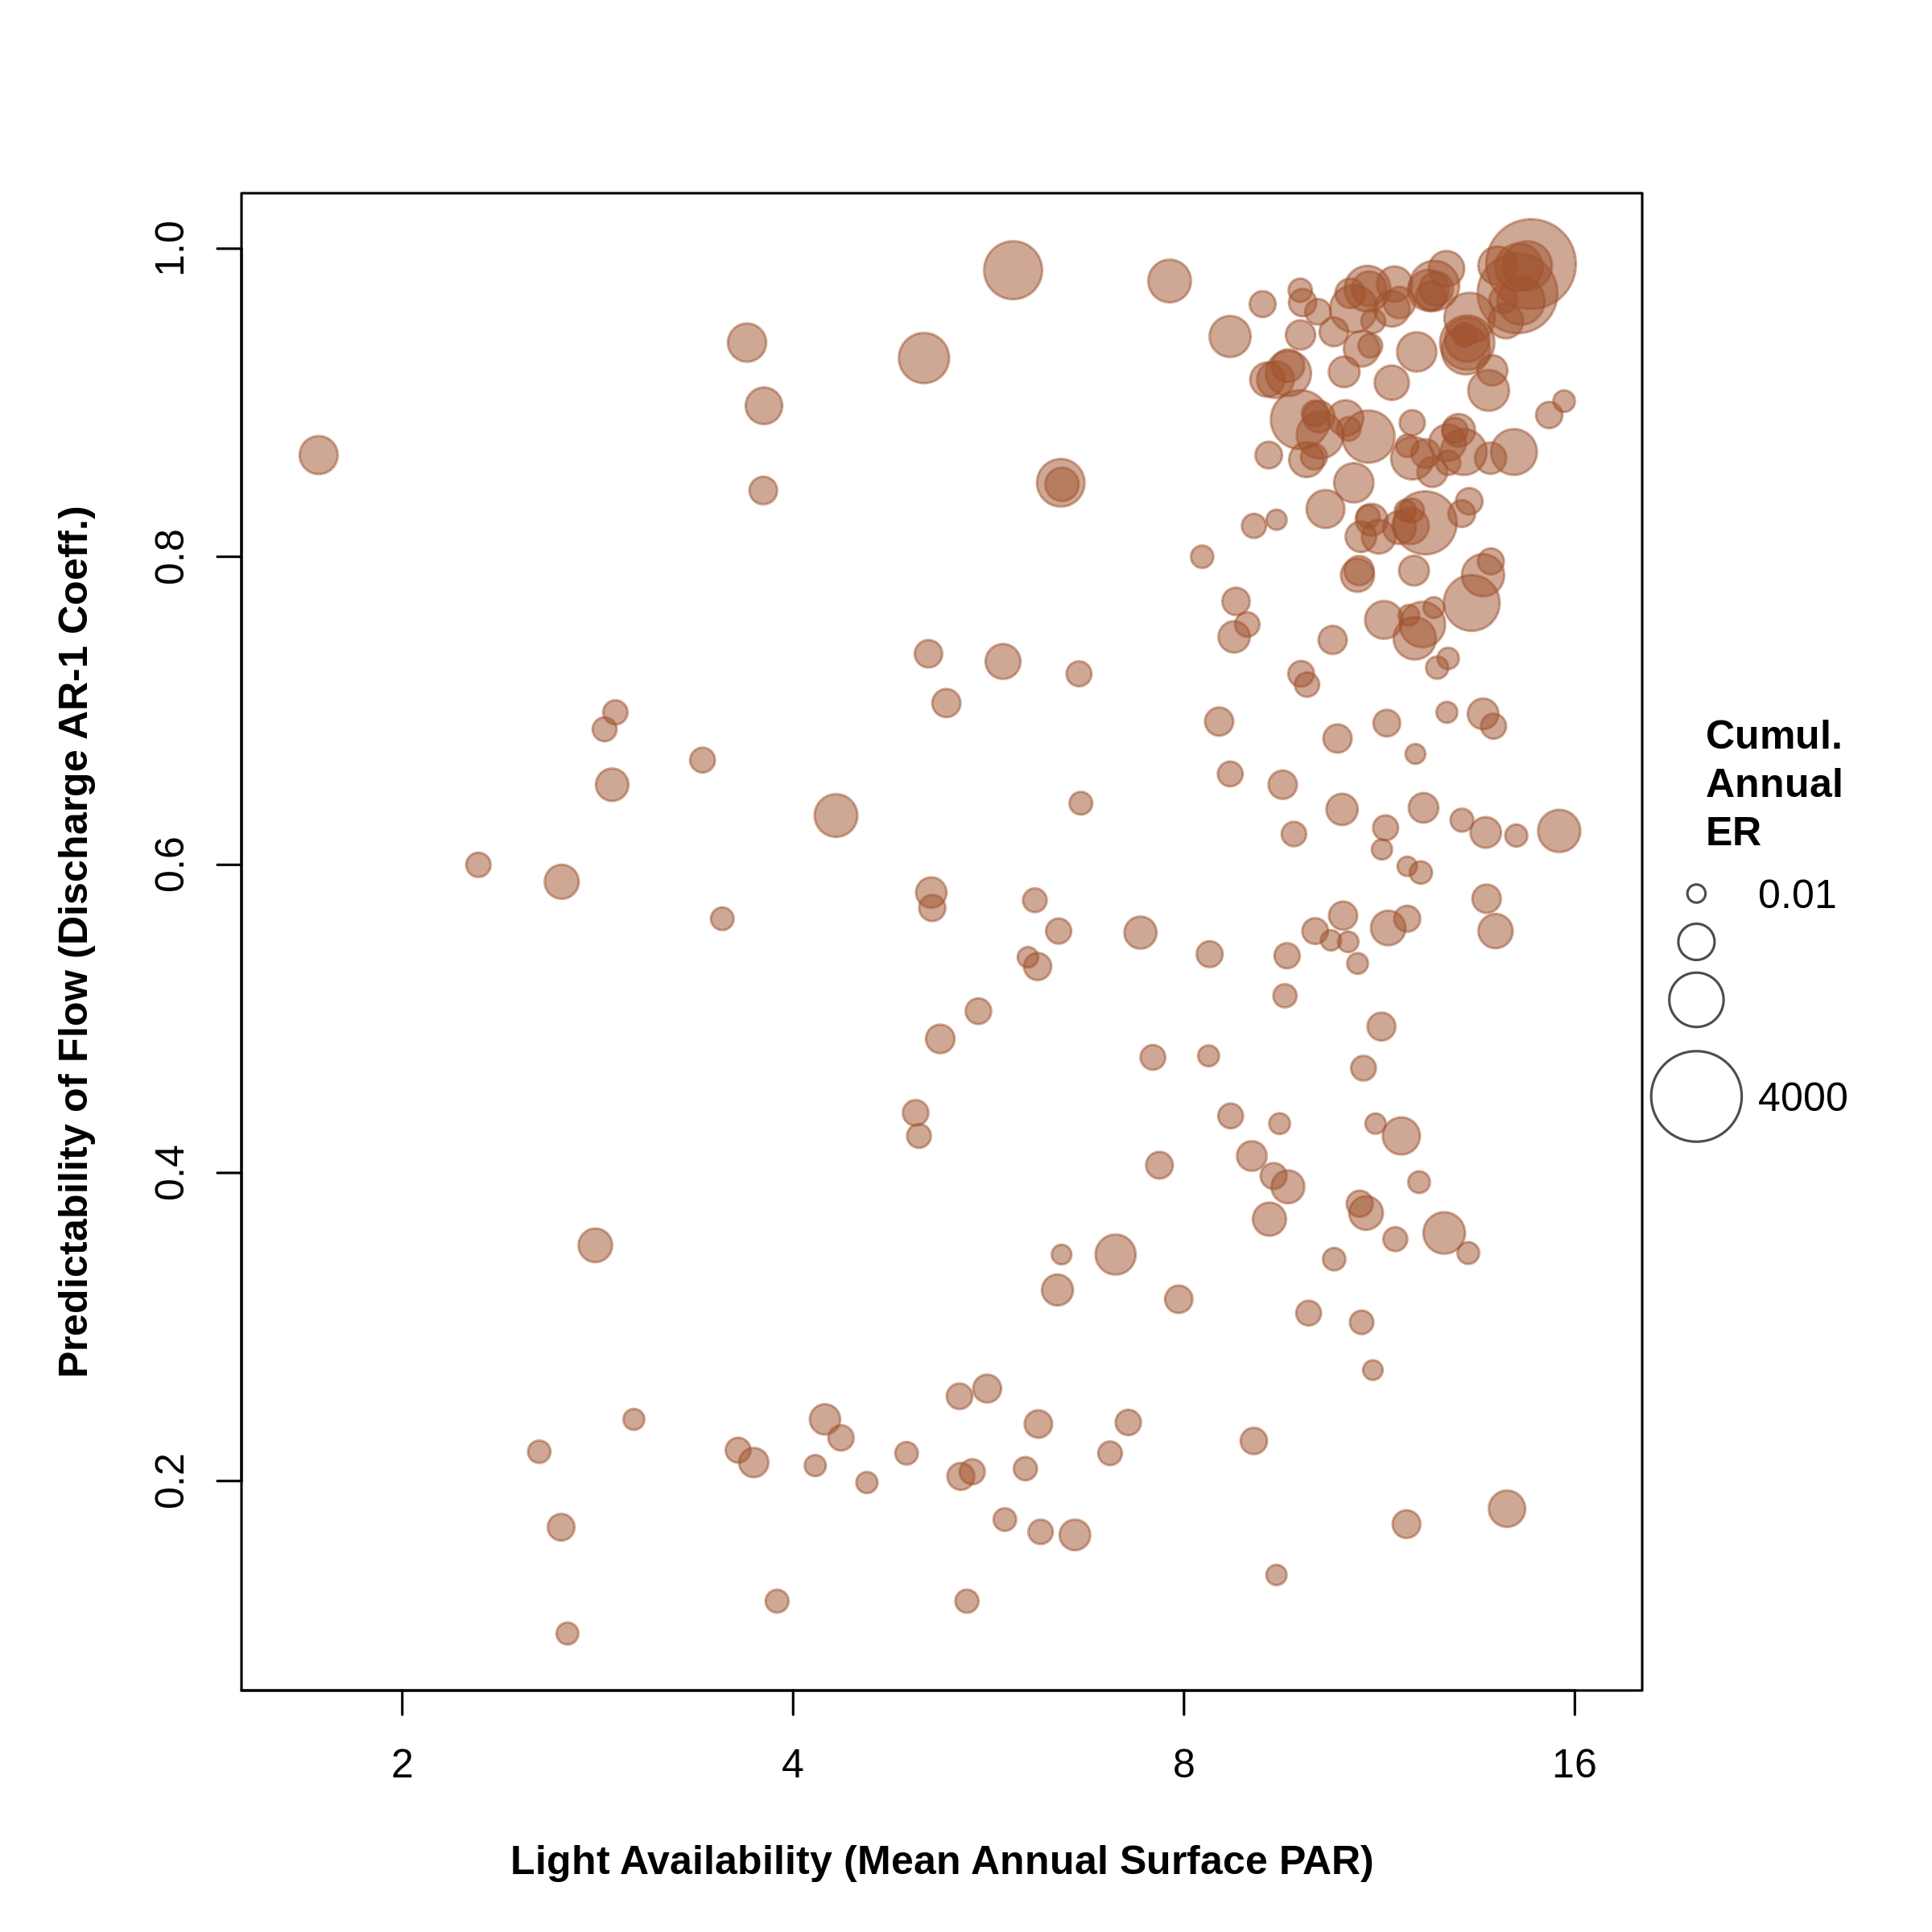 1.0
0.8
0.6
0.4
0.2
Predictability of Flow (Discharge AR-1 Coeff.)
2 4 8 16
Light Availability (Mean Annual Surface PAR)
Cumul.
Annual
ER
0.01
4000